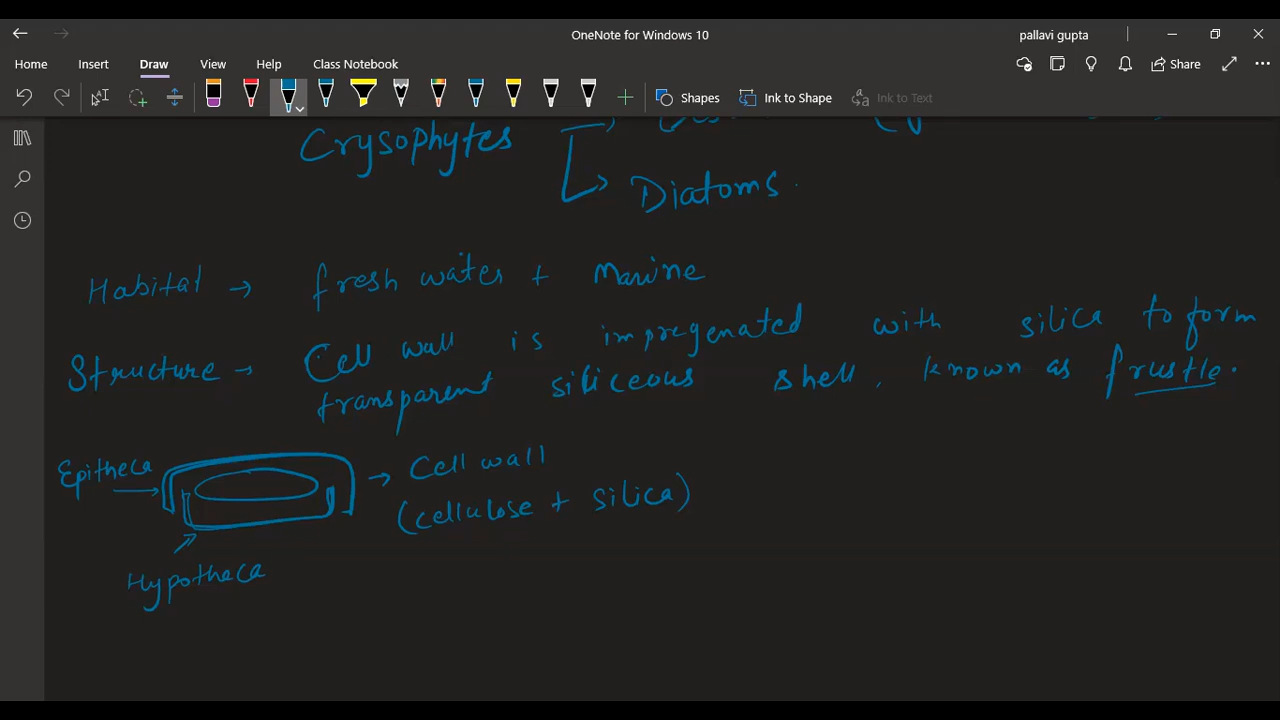 OneNote for Windows 10
pallavi gupta
Home Insert Draw View Help Class Notebook
Share
Shapes Ink to Shape Ink to Text
Crysophytes
Diatoms
Habitat → fresh water + Marine
Structure → Cell wall is impregenated with silica to form
transparent siliceous shell, known as frustle.
Epitheca
→ Cell wall
(cellulose + silica)
Hypotheca